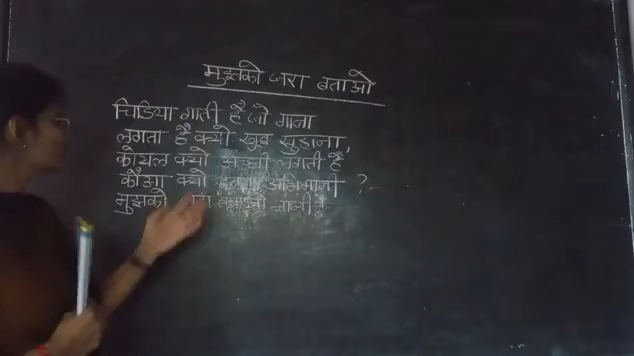 मुझको जरा बताओ
चिडिया गाती है जो गाना
लगता है क्यो खुब सुहाना,
कोयल क्यो अच्छी लगती है
कौआ क्यो ?
मुझको नानी